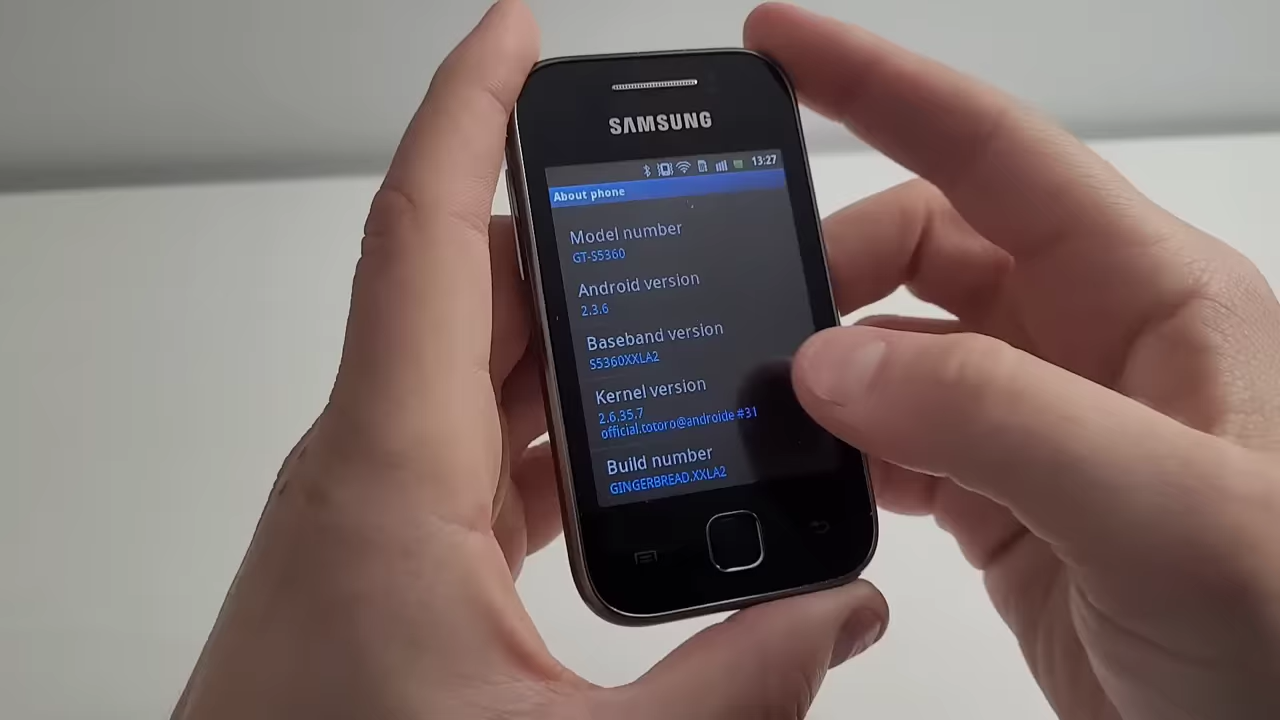 SAMSUNG
13:27
About phone
Model number
GT-S5360
Android version
2.3.6
Baseband version
S5360XXLA2
Kernel version
2.6.35.7
official.totoro@androide #31
Build number
GINGERBREAD.XXLA2